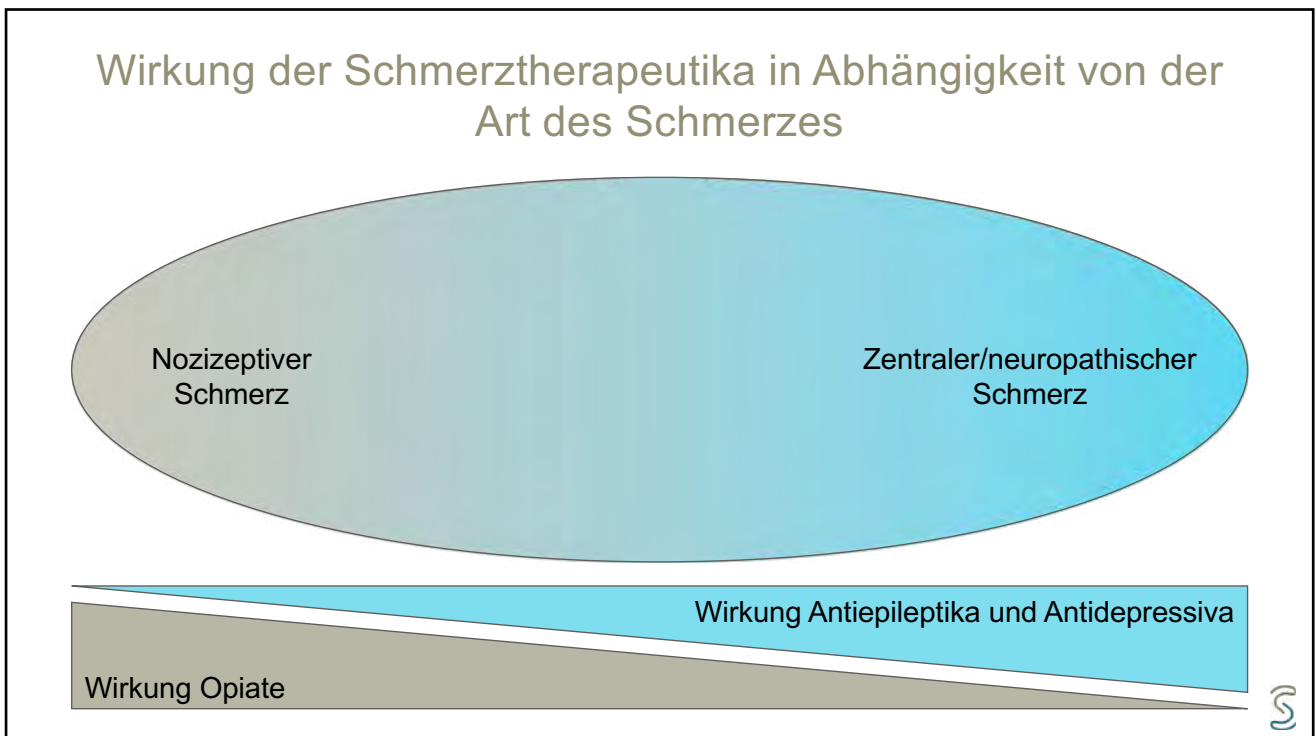 Wirkung der Schmerztherapeutika in Abhängigkeit von der
Art des Schmerzes
Nozizeptiver
Schmerz
Zentraler/neuropathischer
Schmerz
Wirkung Antiepileptika und Antidepressiva
Wirkung Opiate